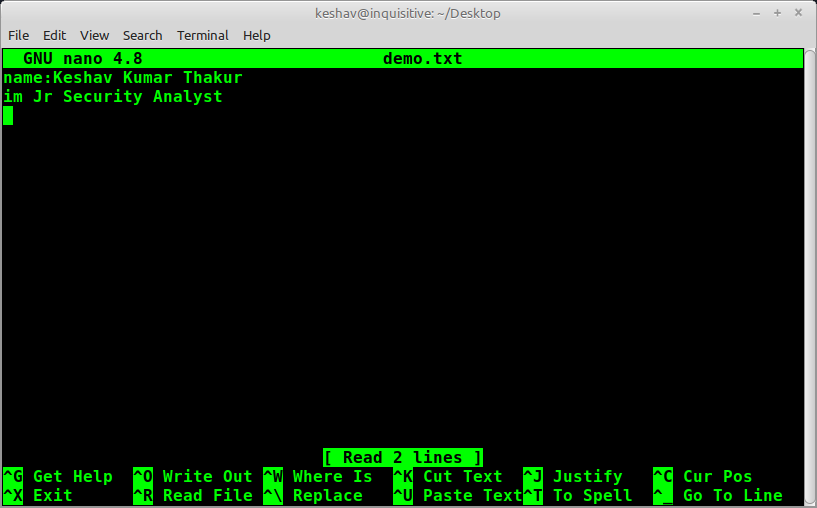 keshav@inquisitive: ~/Desktop
File Edit View Search Terminal Help
GNU nano 4.8 demo.txt
name:Keshav Kumar Thakur
im Jr Security Analyst
[ Read 2 lines ]
^G Get Help ^O Write Out ^W Where Is ^K Cut Text ^J Justify ^C Cur Pos
^X Exit ^R Read File ^\ Replace ^U Paste Text ^T To Spell ^_ Go To Line